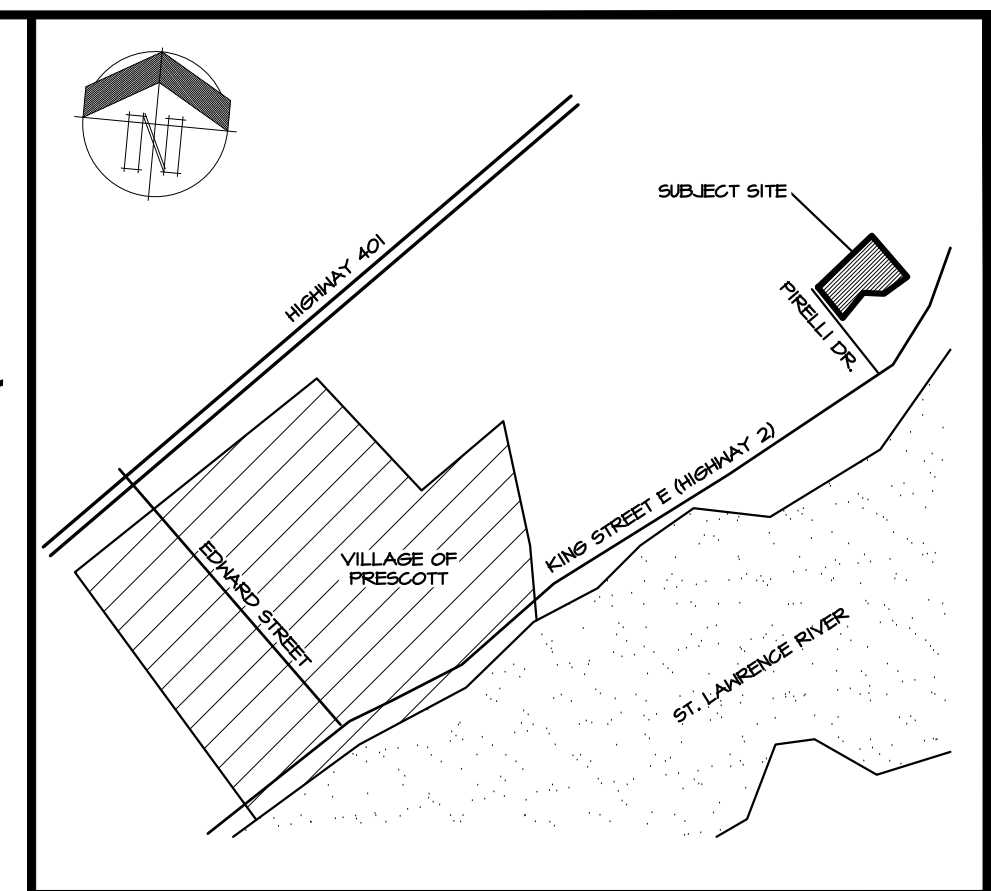 N
SUBJECT SITE
HIGHWAY 401
PIRELLI DR.
KING STREET E (HIGHWAY 2)
EDWARD STREET
VILLAGE OF
PRESCOTT
ST. LAWRENCE RIVER